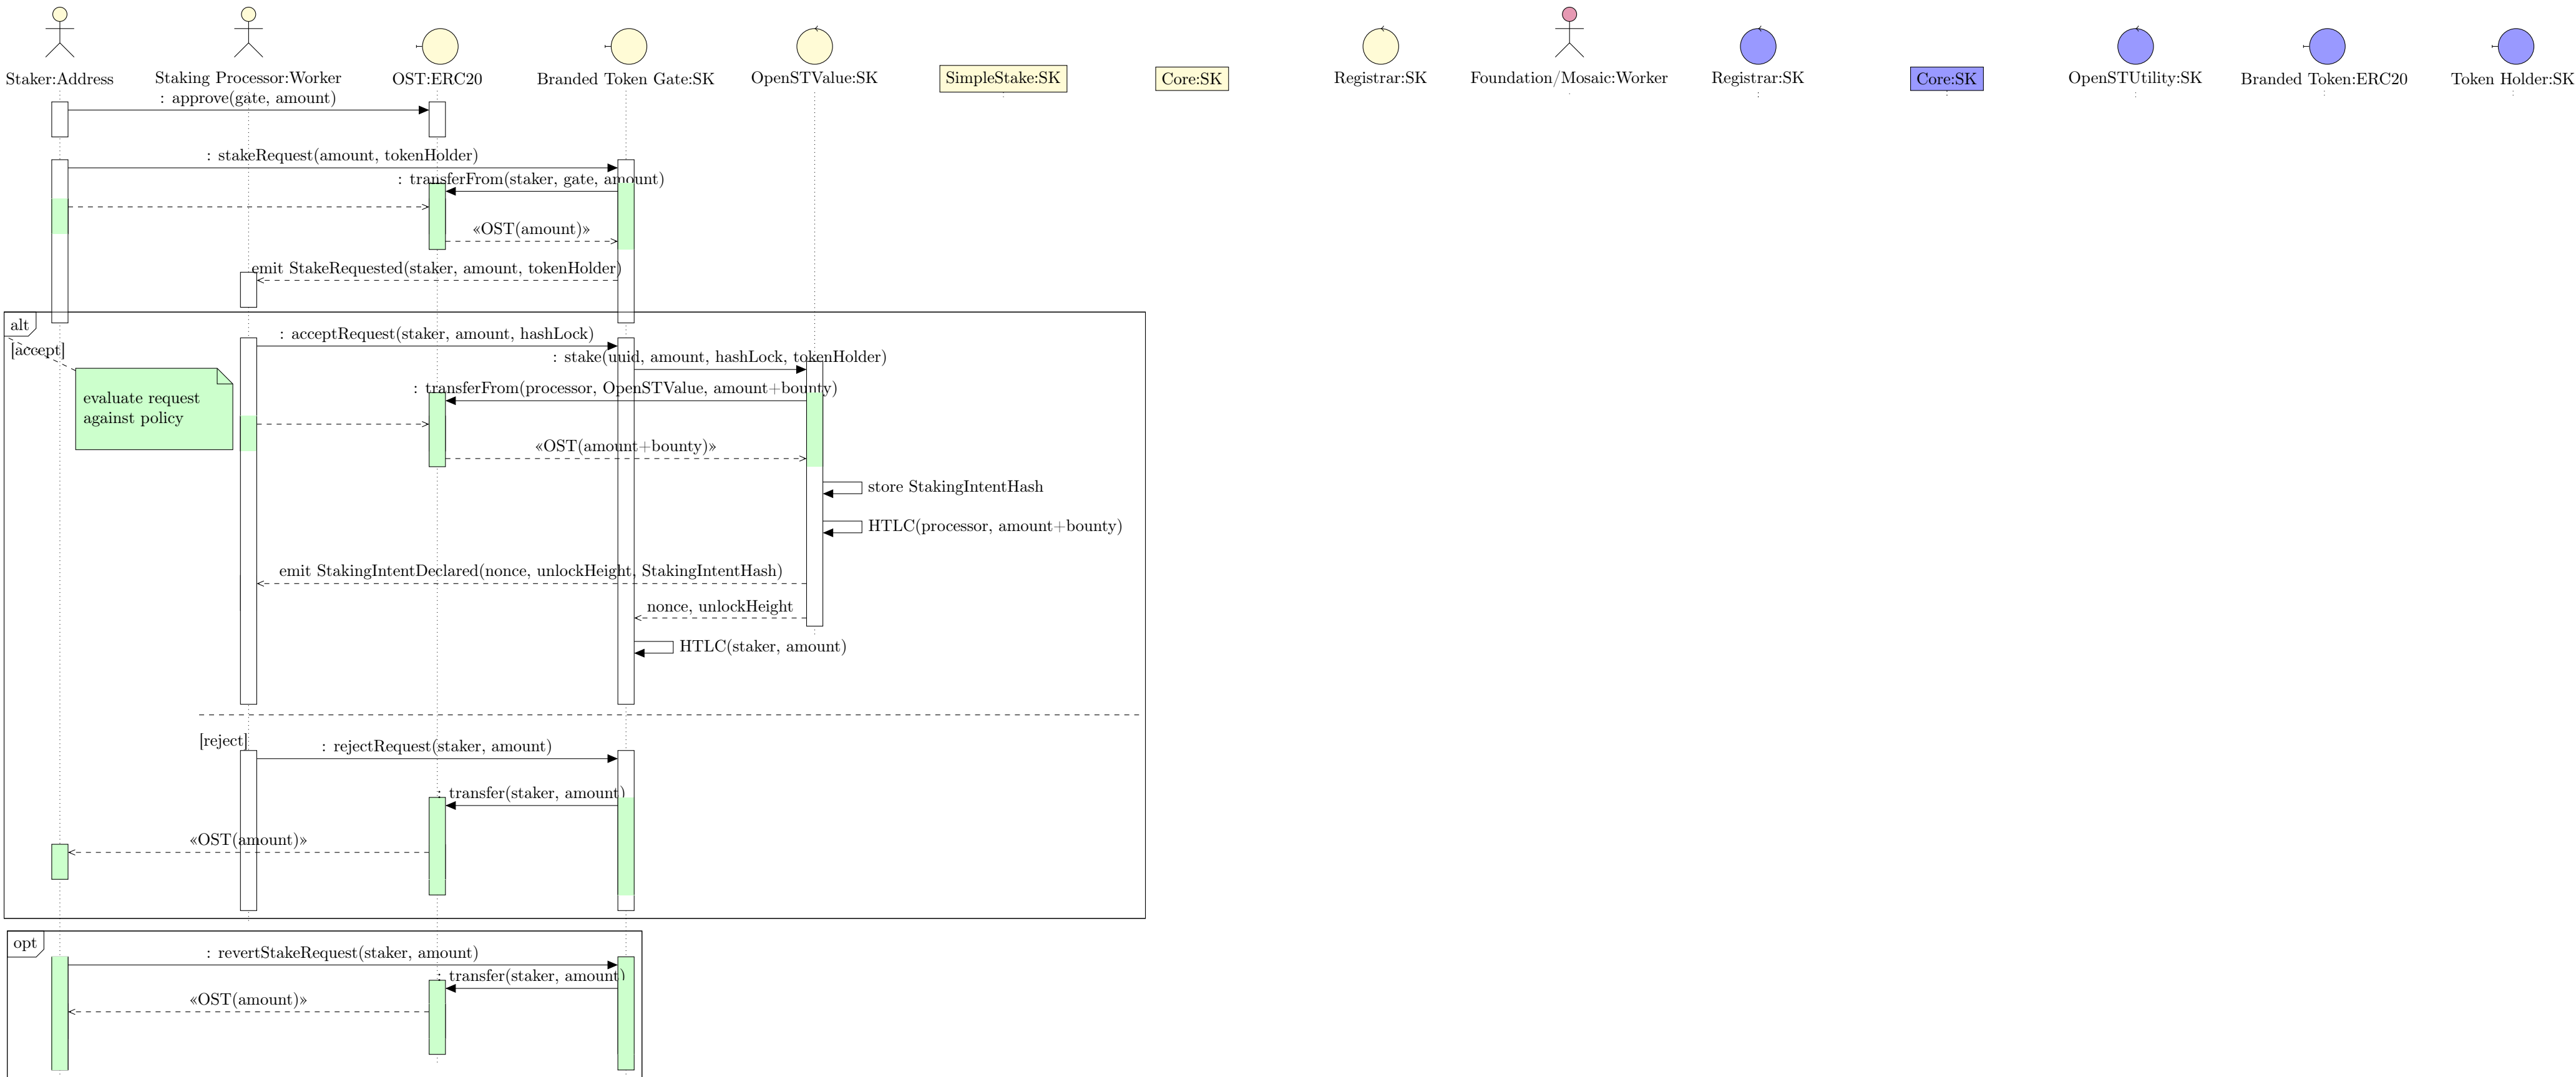 Staker:Address
Staking Processor:Worker
OST:ERC20
Branded Token Gate:SK
OpenSTValue:SK
SimpleStake:SK
Core:SK
Registrar:SK
Foundation/Mosaic:Worker
Registrar:SK
Core:SK
OpenSTUtility:SK
Branded Token:ERC20
Token Holder:SK
: approve(gate, amount)
: stakeRequest(amount, tokenHolder)
: transferFrom(staker, gate, amount)
«OST(amount)»
emit StakeRequested(staker, amount, tokenHolder)
alt
: acceptRequest(staker, amount, hashLock)
[accept]
: stake(uuid, amount, hashLock, tokenHolder)
: transferFrom(processor, OpenSTValue, amount+bounty)
evaluate request
against policy
«OST(amount+bounty)»
store StakingIntentHash
HTLC(processor, amount+bounty)
emit StakingIntentDeclared(nonce, unlockHeight, StakingIntentHash)
nonce, unlockHeight
HTLC(staker, amount)
[reject]
: rejectRequest(staker, amount)
: transfer(staker, amount)
«OST(amount)»
opt
: revertStakeRequest(staker, amount)
: transfer(staker, amount)
«OST(amount)»